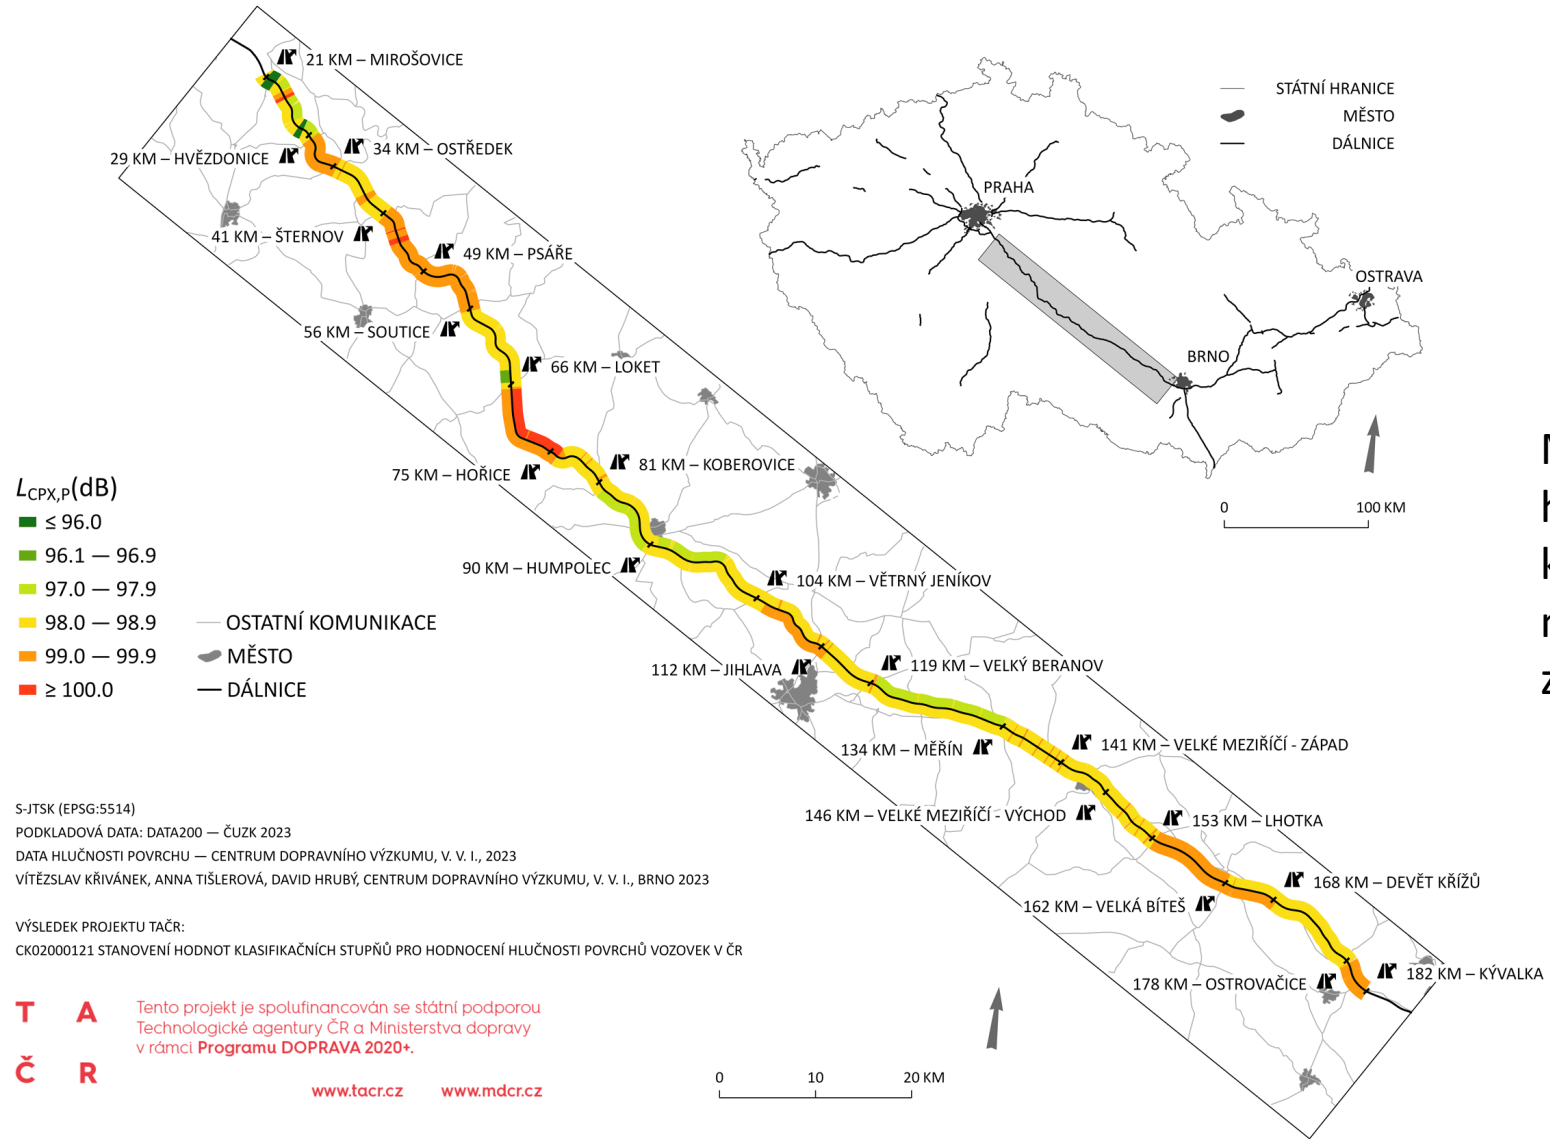 21 KM – MIROŠOVICE
29 KM – HVĚZDONICE
34 KM – OSTŘEDEK
41 KM – ŠTERNOV
49 KM – PSÁŘE
56 KM – SOUTICE
66 KM – LOKET
75 KM – HOŘICE
81 KM – KOBEROVICE
90 KM – HUMPOLEC
104 KM – VĚTRNÝ JENÍKOV
112 KM – JIHLAVA
119 KM – VELKÝ BERANOV
134 KM – MĚŘÍN
141 KM – VELKÉ MEZIŘÍČÍ - ZÁPAD
146 KM – VELKÉ MEZIŘÍČÍ - VÝCHOD
153 KM – LHOTKA
162 KM – VELKÁ BÍTEŠ
168 KM – DEVĚT KŘÍŽŮ
178 KM – OSTROVAČICE
182 KM – KÝVALKA
STÁTNÍ HRANICE
MĚSTO
DÁLNICE
PRAHA
OSTRAVA
BRNO
0 100 KM
LCPX,P(dB)
≤ 96.0
96.1 — 96.9
97.0 — 97.9
98.0 — 98.9
99.0 — 99.9
≥ 100.0
OSTATNÍ KOMUNIKACE
MĚSTO
DÁLNICE
S-JTSK (EPSG:5514)
PODKLADOVÁ DATA: DATA200 — ČUZK 2023
DATA HLUČNOSTI POVRCHU — CENTRUM DOPRAVNÍHO VÝZKUMU, V. V. I., 2023
VÍTĚZSLAV KŘIVÁNEK, ANNA TIŠLEROVÁ, DAVID HRUBÝ, CENTRUM DOPRAVNÍHO VÝZKUMU, V. V. I., BRNO 2023
VÝSLEDEK PROJEKTU TAČR:
CK02000121 STANOVENÍ HODNOT KLASIFIKAČNÍCH STUPŇŮ PRO HODNOCENÍ HLUČNOSTI POVRCHŮ VOZOVEK V ČR
T A
Č R
Tento projekt je spolufinancován se státní podporou
Technologické agentury ČR a Ministerstva dopravy
v rámci Programu DOPRAVA 2020+.
www.tacr.cz www.mdcr.cz
0 10 20 KM